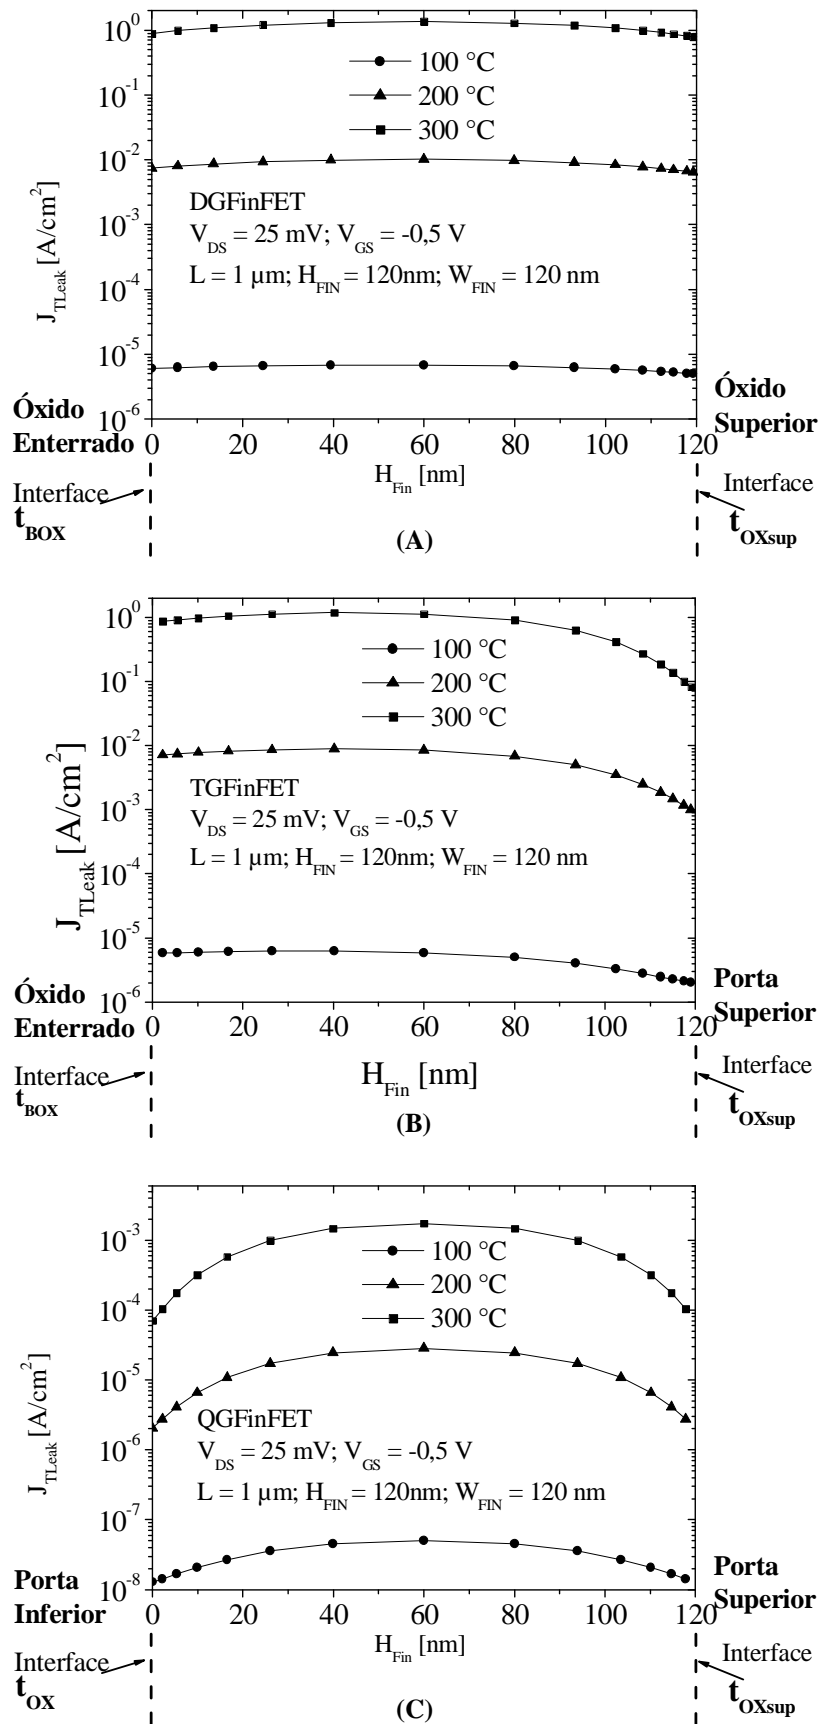 10^0
10^-1
10^-2
10^-3
10^-4
10^-5
10^-6
J_TLeak [A/cm^2]
100 °C
200 °C
300 °C
DGFinFET
V_DS = 25 mV; V_GS = -0,5 V
L = 1 µm; H_FIN = 120nm; W_FIN = 120 nm
Óxido
Enterrado
Óxido
Superior
0 20 40 60 80 100 120
H_Fin [nm]
Interface
t_BOX
Interface
t_OXsup
(A)
10^0
10^-1
10^-2
10^-3
10^-4
10^-5
10^-6
J_TLeak [A/cm^2]
100 °C
200 °C
300 °C
TGFinFET
V_DS = 25 mV; V_GS = -0,5 V
L = 1 µm; H_FIN = 120nm; W_FIN = 120 nm
Óxido
Enterrado
Porta
Superior
0 20 40 60 80 100 120
H_Fin [nm]
Interface
t_BOX
Interface
t_OXsup
(B)
10^-3
10^-4
10^-5
10^-6
10^-7
10^-8
J_TLeak [A/cm^2]
100 °C
200 °C
300 °C
QGFinFET
V_DS = 25 mV; V_GS = -0,5 V
L = 1 µm; H_FIN = 120nm; W_FIN = 120 nm
Porta
Inferior
Porta
Superior
0 20 40 60 80 100 120
H_Fin [nm]
Interface
t_OX
Interface
t_OXsup
(C)